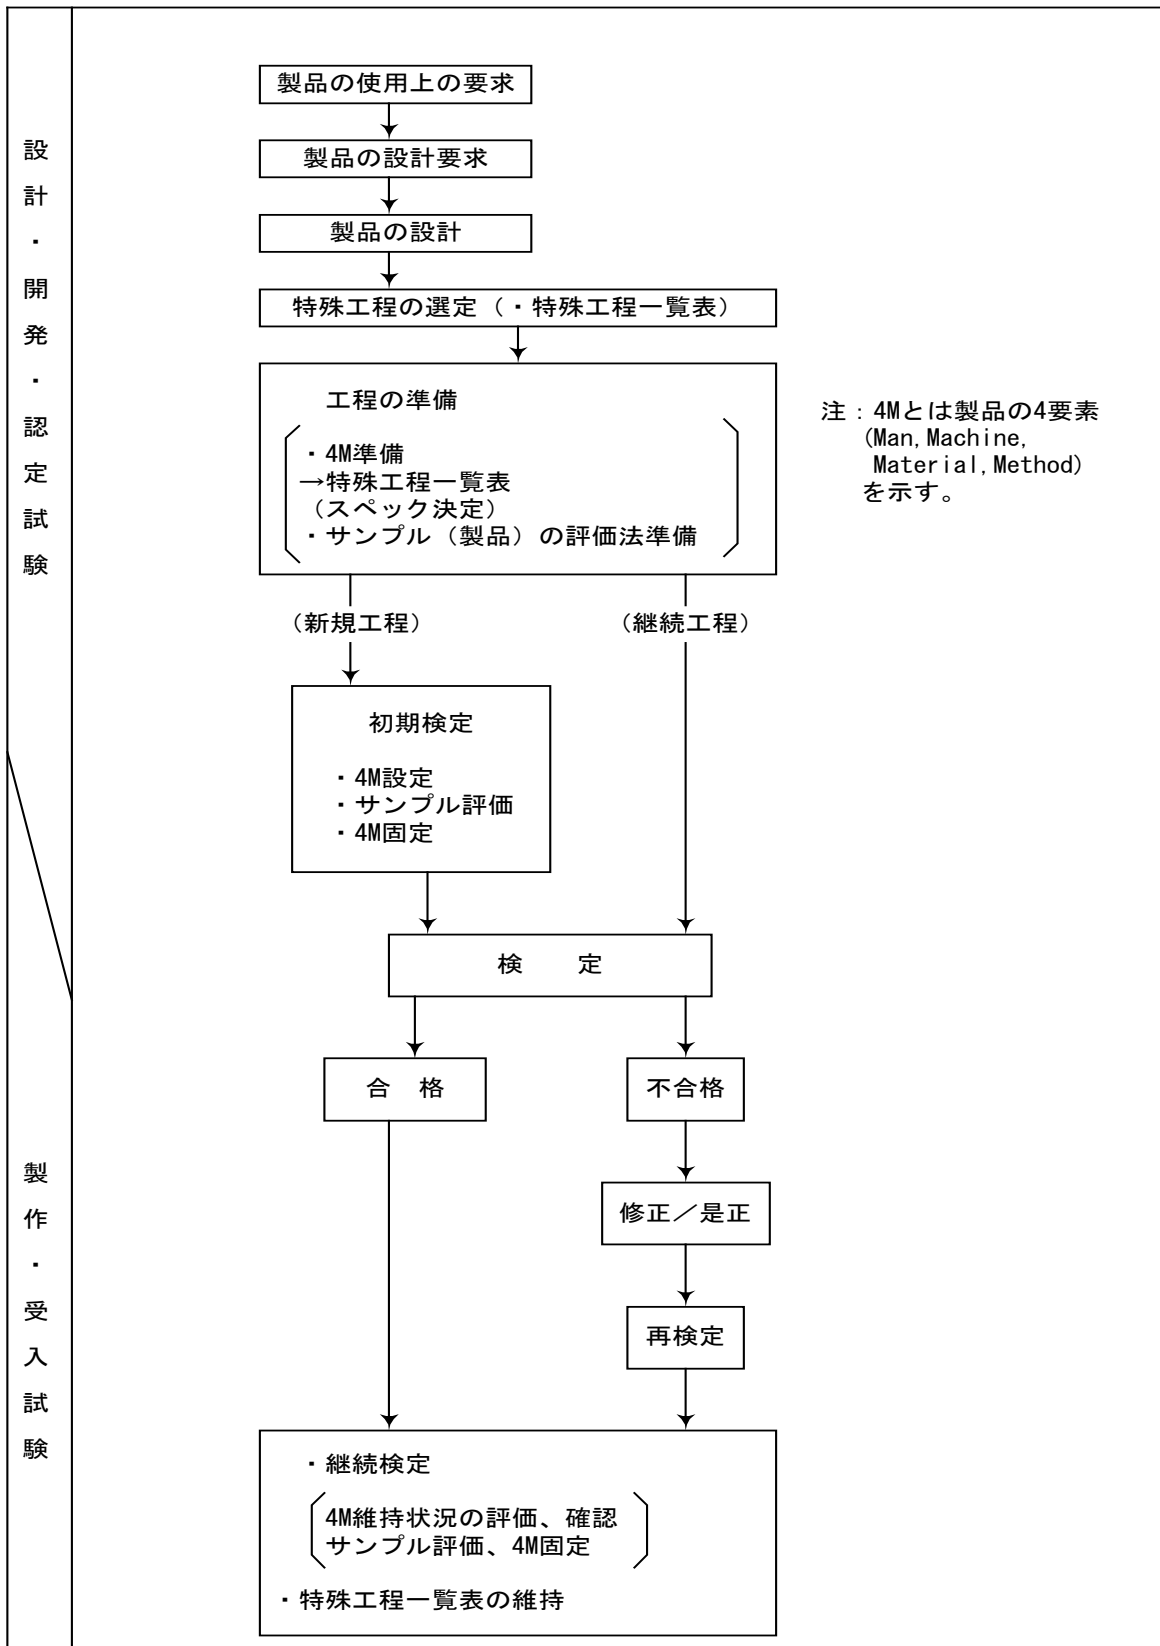 設計・開発・認定試験
製作・受入試験
製品の使用上の要求
製品の設計要求
製品の設計
特殊工程の選定（・特殊工程一覧表）
工程の準備
・4M準備
→特殊工程一覧表
（スペック決定）
・サンプル（製品）の評価法準備
注：4Mとは製品の4要素
(Man,Machine,
Material,Method)
を示す。
（新規工程）
（継続工程）
初期検定
・4M設定
・サンプル評価
・4M固定
検　　定
合　格
不合格
修正／是正
再検定
・継続検定
4M維持状況の評価、確認
サンプル評価、4M固定
・特殊工程一覧表の維持